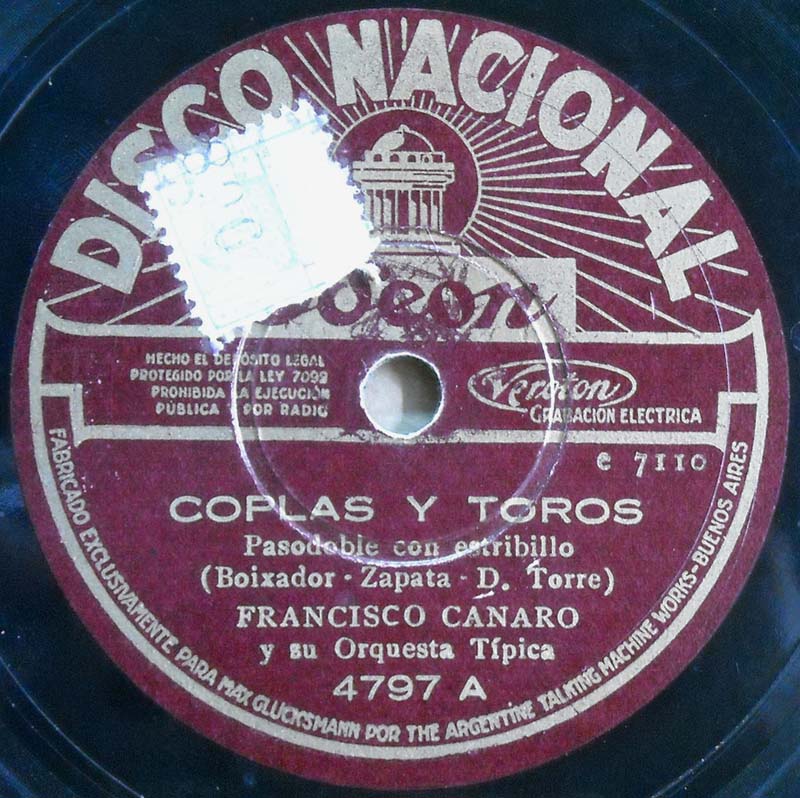 DISCO NACIONAL
Odeon
HECHO EL DEPÓSITO LEGAL
PROTEGIDO POR LA LEY 7092
PROHIBIDA LA EJECUCIÓN
PÚBLICA Y POR RADIO
Veroton
GRABACIÓN ELECTRICA
e 7110
COPLAS Y TOROS
Pasodoble con estribillo
(Boixador - Zapata - D. Torre)
FRANCISCO CANARO
y su Orquesta Típica
4797 A
FABRICADO EXCLUSIVAMENTE PARA MAX GLÜCKSMANN POR THE ARGENTINE TALKING MACHINE WORKS-BUENOS AIRES